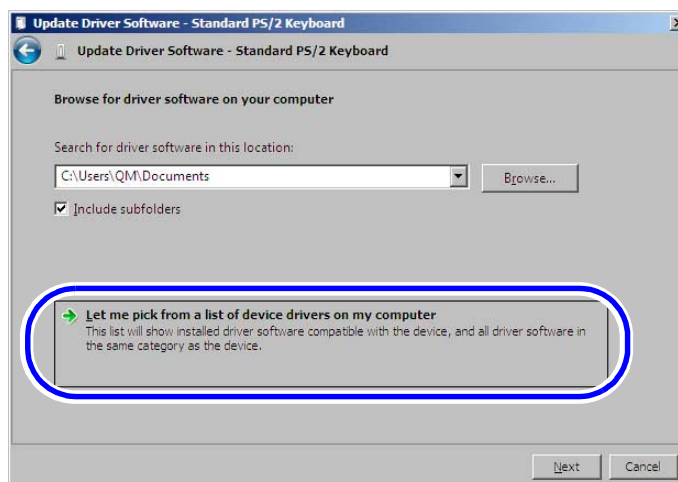 Update Driver Software - Standard PS/2 Keyboard
Update Driver Software - Standard PS/2 Keyboard
Browse for driver software on your computer
Search for driver software in this location:
C:\Users\QM\Documents
Browse...
Include subfolders
Let me pick from a list of device drivers on my computer
This list will show installed driver software compatible with the device, and all driver software in
the same category as the device.
Next Cancel